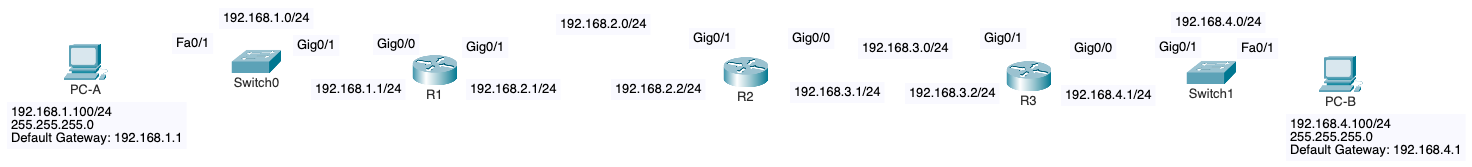 192.168.1.0/24
192.168.2.0/24
192.168.4.0/24
Fa0/1
Gig0/1
Gig0/0
Gig0/1
Gig0/1
Gig0/0
192.168.3.0/24
Gig0/1
Gig0/0
Gig0/1
Fa0/1
PC-A
Switch0
192.168.1.1/24
R1
192.168.2.1/24
192.168.2.2/24
R2
192.168.3.1/24
192.168.3.2/24
R3
192.168.4.1/24
Switch1
PC-B
192.168.1.100/24
255.255.255.0
Default Gateway: 192.168.1.1
192.168.4.100/24
255.255.255.0
Default Gateway: 192.168.4.1